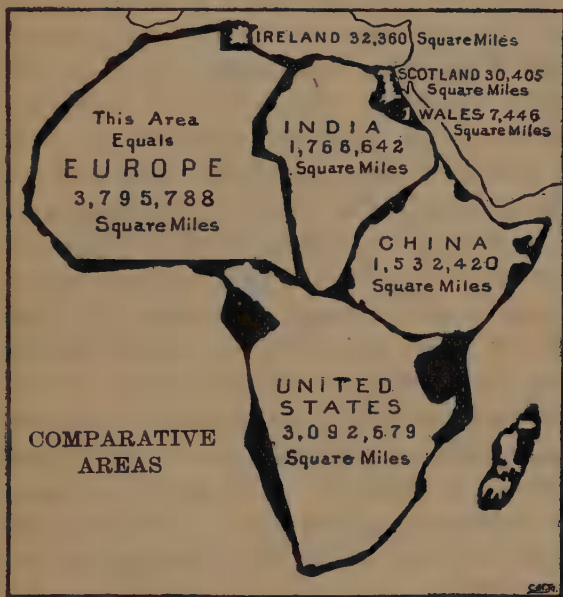 IRELAND 32,360 Square Miles
SCOTLAND 30,405
Square Miles
WALES 7,446
Square Miles
This Area
Equals
EUROPE
3,795,788
Square Miles
INDIA
1,766,642
Square Miles
CHINA
1,532,420
Square Miles
UNITED
STATES
3,092,679
Square Miles
COMPARATIVE
AREAS